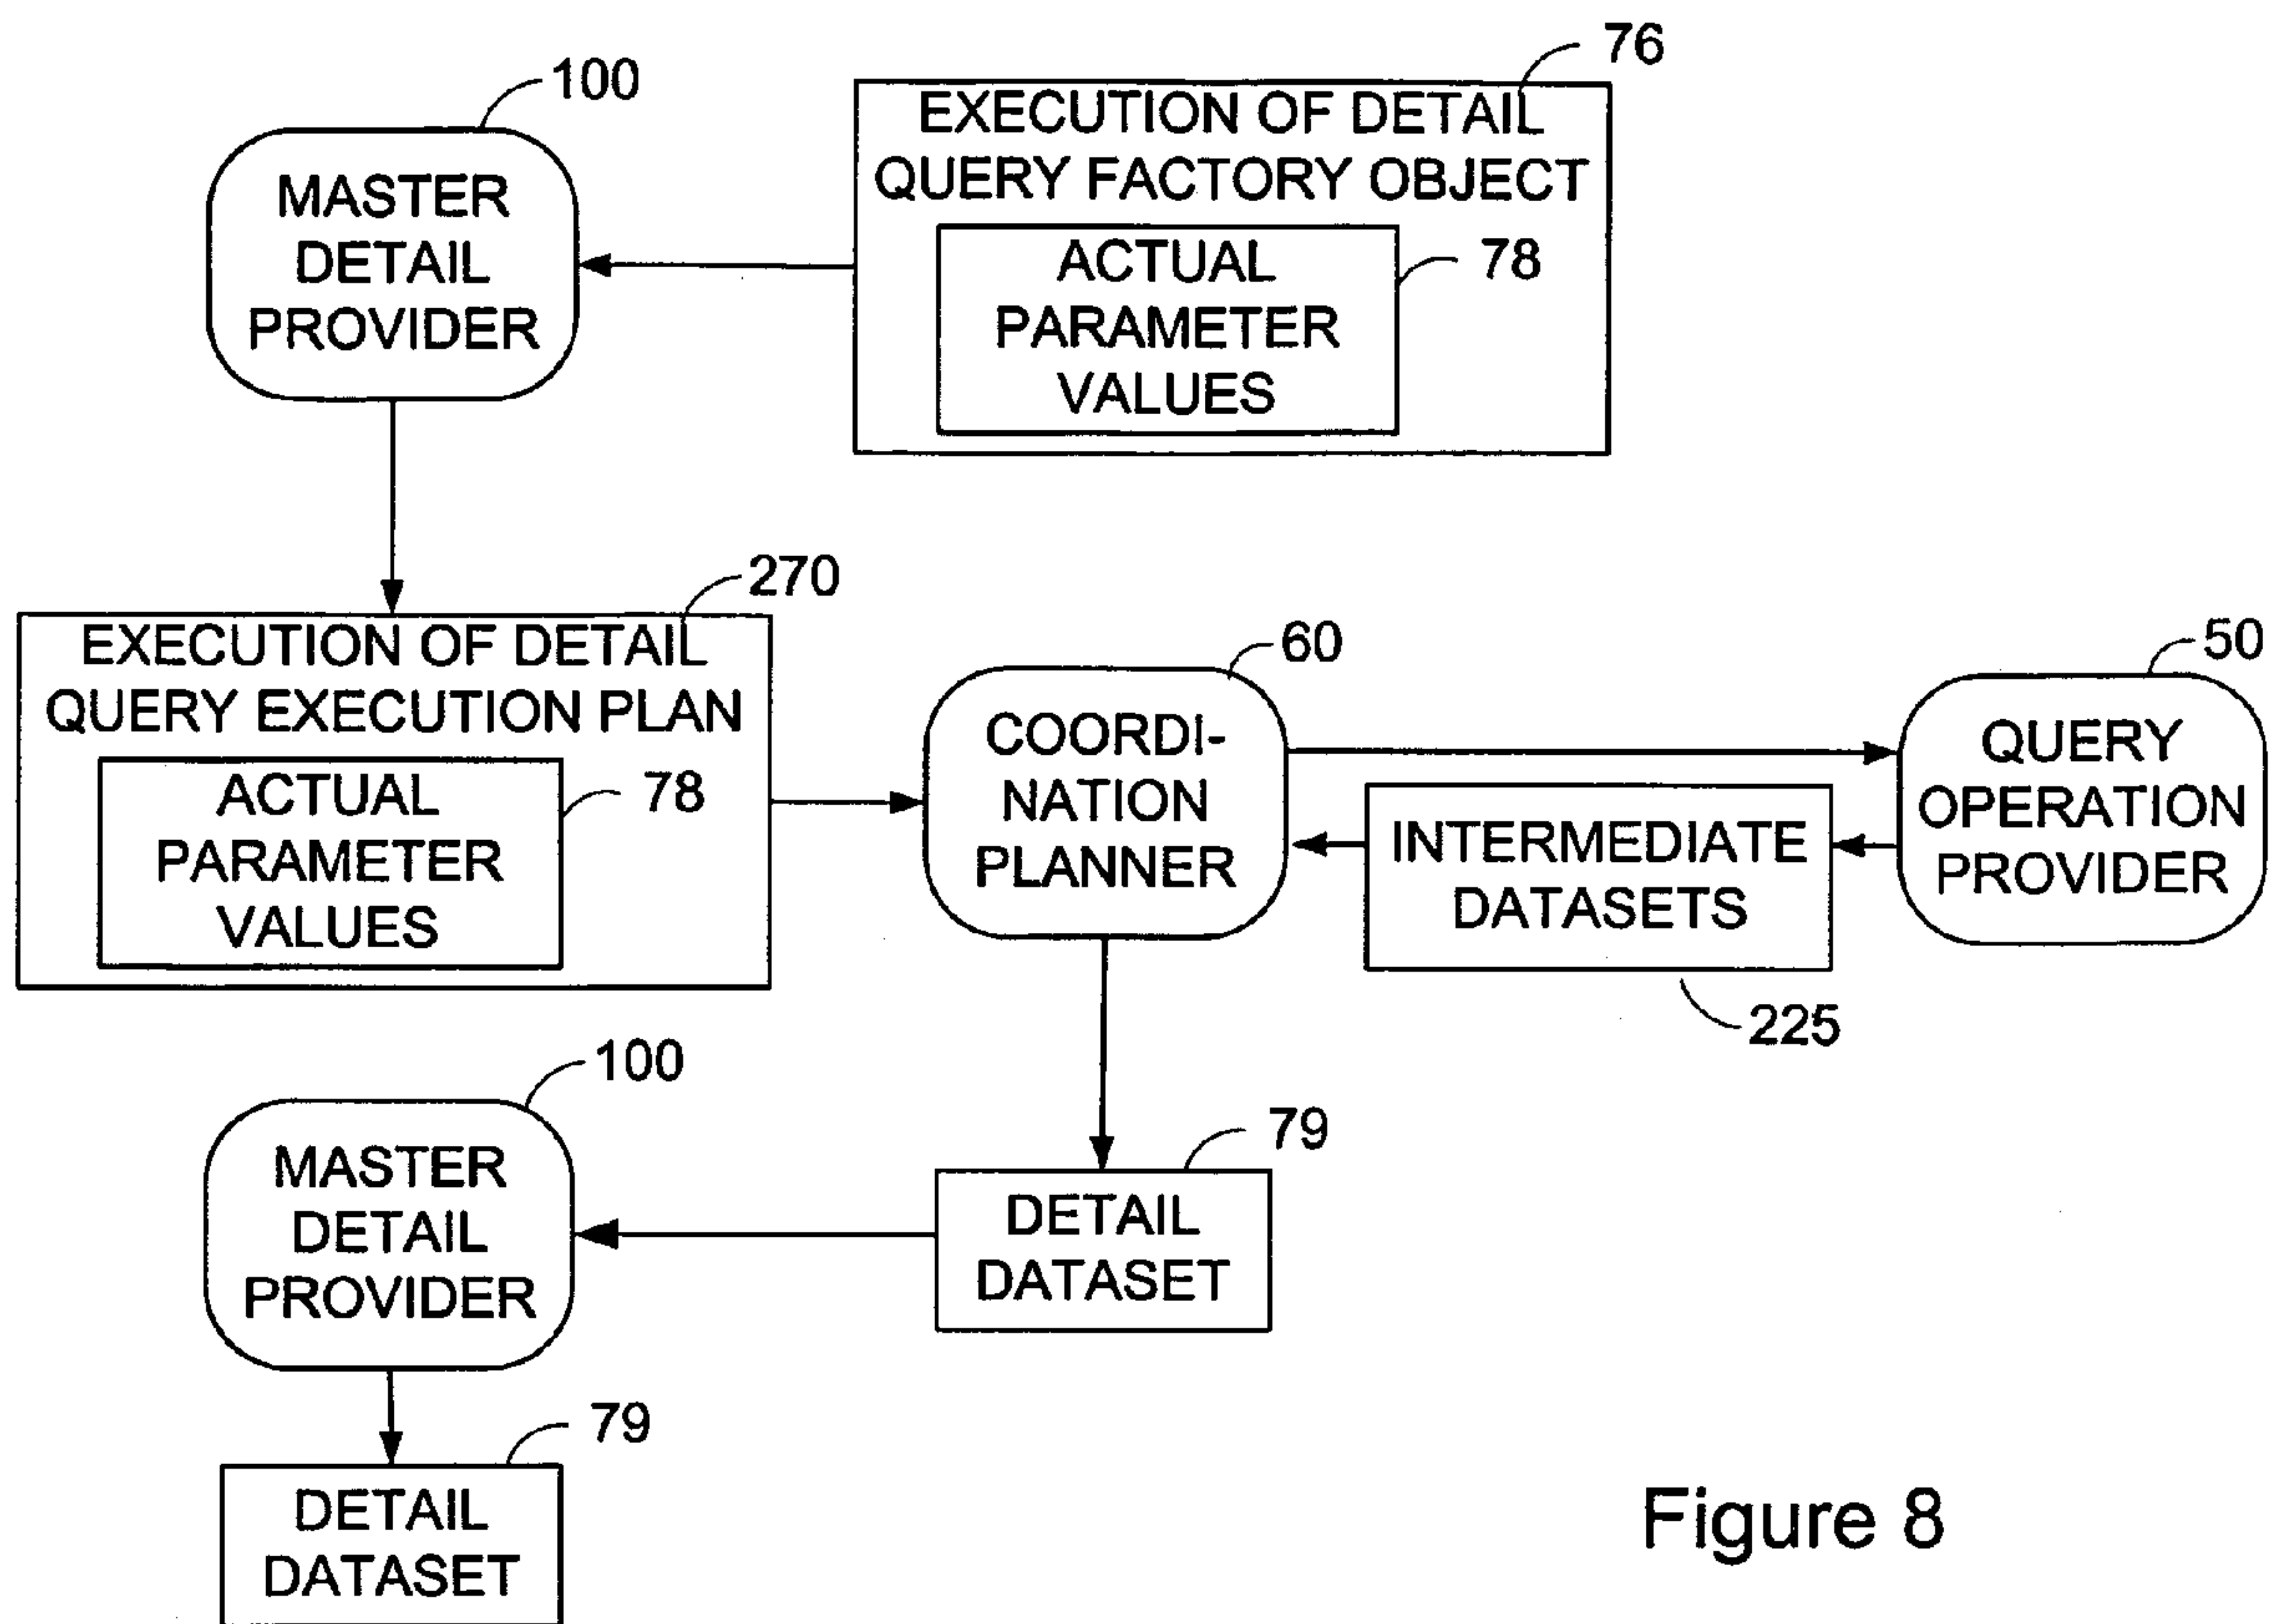 76
100
EXECUTION OF DETAIL
QUERY FACTORY OBJECT
MASTER
DETAIL
PROVIDER
ACTUAL
PARAMETER
VALUES
78
270
EXECUTION OF DETAIL
QUERY EXECUTION PLAN
ACTUAL
PARAMETER
VALUES
78
60
COORDI-
NATION
PLANNER
50
QUERY
OPERATION
PROVIDER
INTERMEDIATE
DATASETS
225
100
MASTER
DETAIL
PROVIDER
79
DETAIL
DATASET
79
DETAIL
DATASET
Figure 8